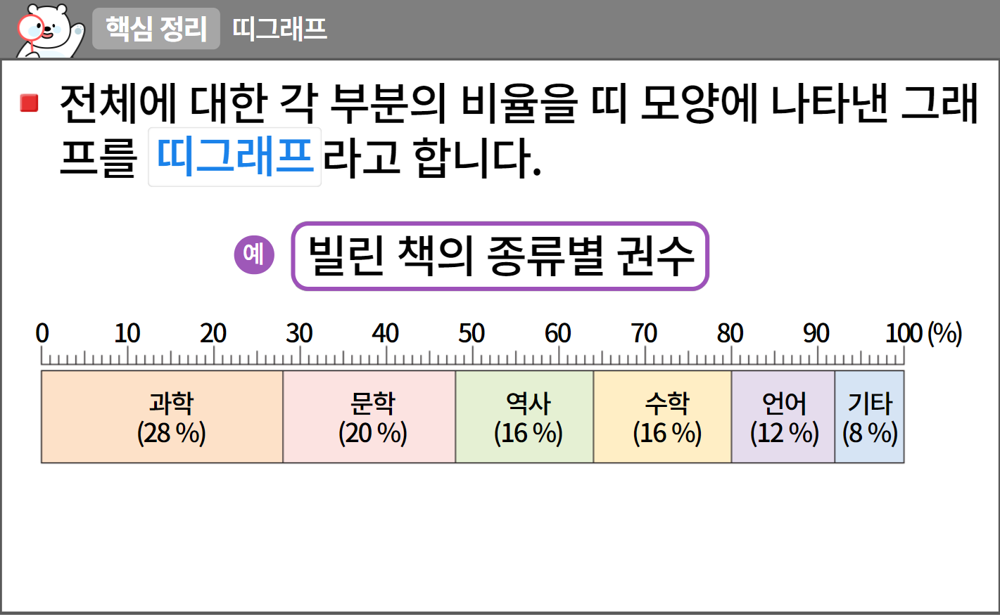 핵심 정리 띠그래프
전체에 대한 각 부분의 비율을 띠 모양에 나타낸 그래
프를 띠그래프라고 합니다.
예 빌린 책의 종류별 권수
0 10 20 30 40 50 60 70 80 90 100 (%)
과학 문학 역사 수학 언어 기타
(28 %) (20 %) (16 %) (16 %) (12 %) (8 %)